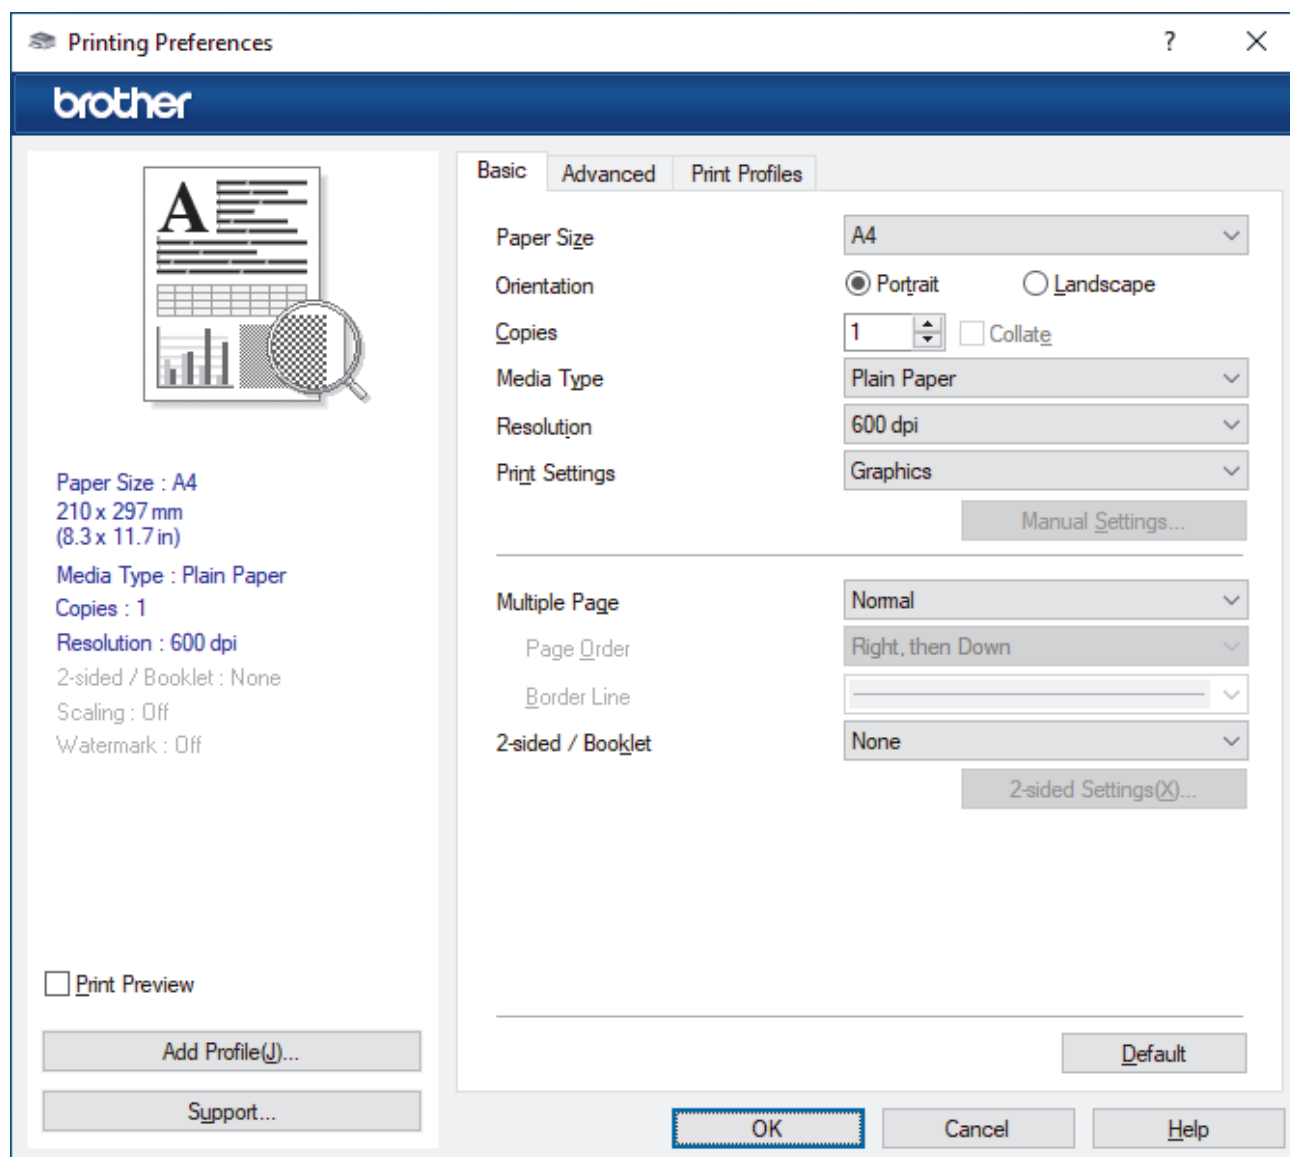 Printing Preferences ?
brother
Basic Advanced Print Profiles
A
Paper Size A4
Orientation Portrait Landscape
Copies 1 Collate
Media Type Plain Paper
Resolution 600 dpi
Print Settings Graphics
Manual Settings...
Multiple Page Normal
Page Order Right, then Down
Border Line
2-sided / Booklet None
2-sided Settings(X)...
Default
Paper Size : A4
210 x 297 mm
(8.3 x 11.7 in)
Media Type : Plain Paper
Copies : 1
Resolution : 600 dpi
2-sided / Booklet : None
Scaling : Off
Watermark : Off
Print Preview
Add Profile(J)...
Support...
OK Cancel Help